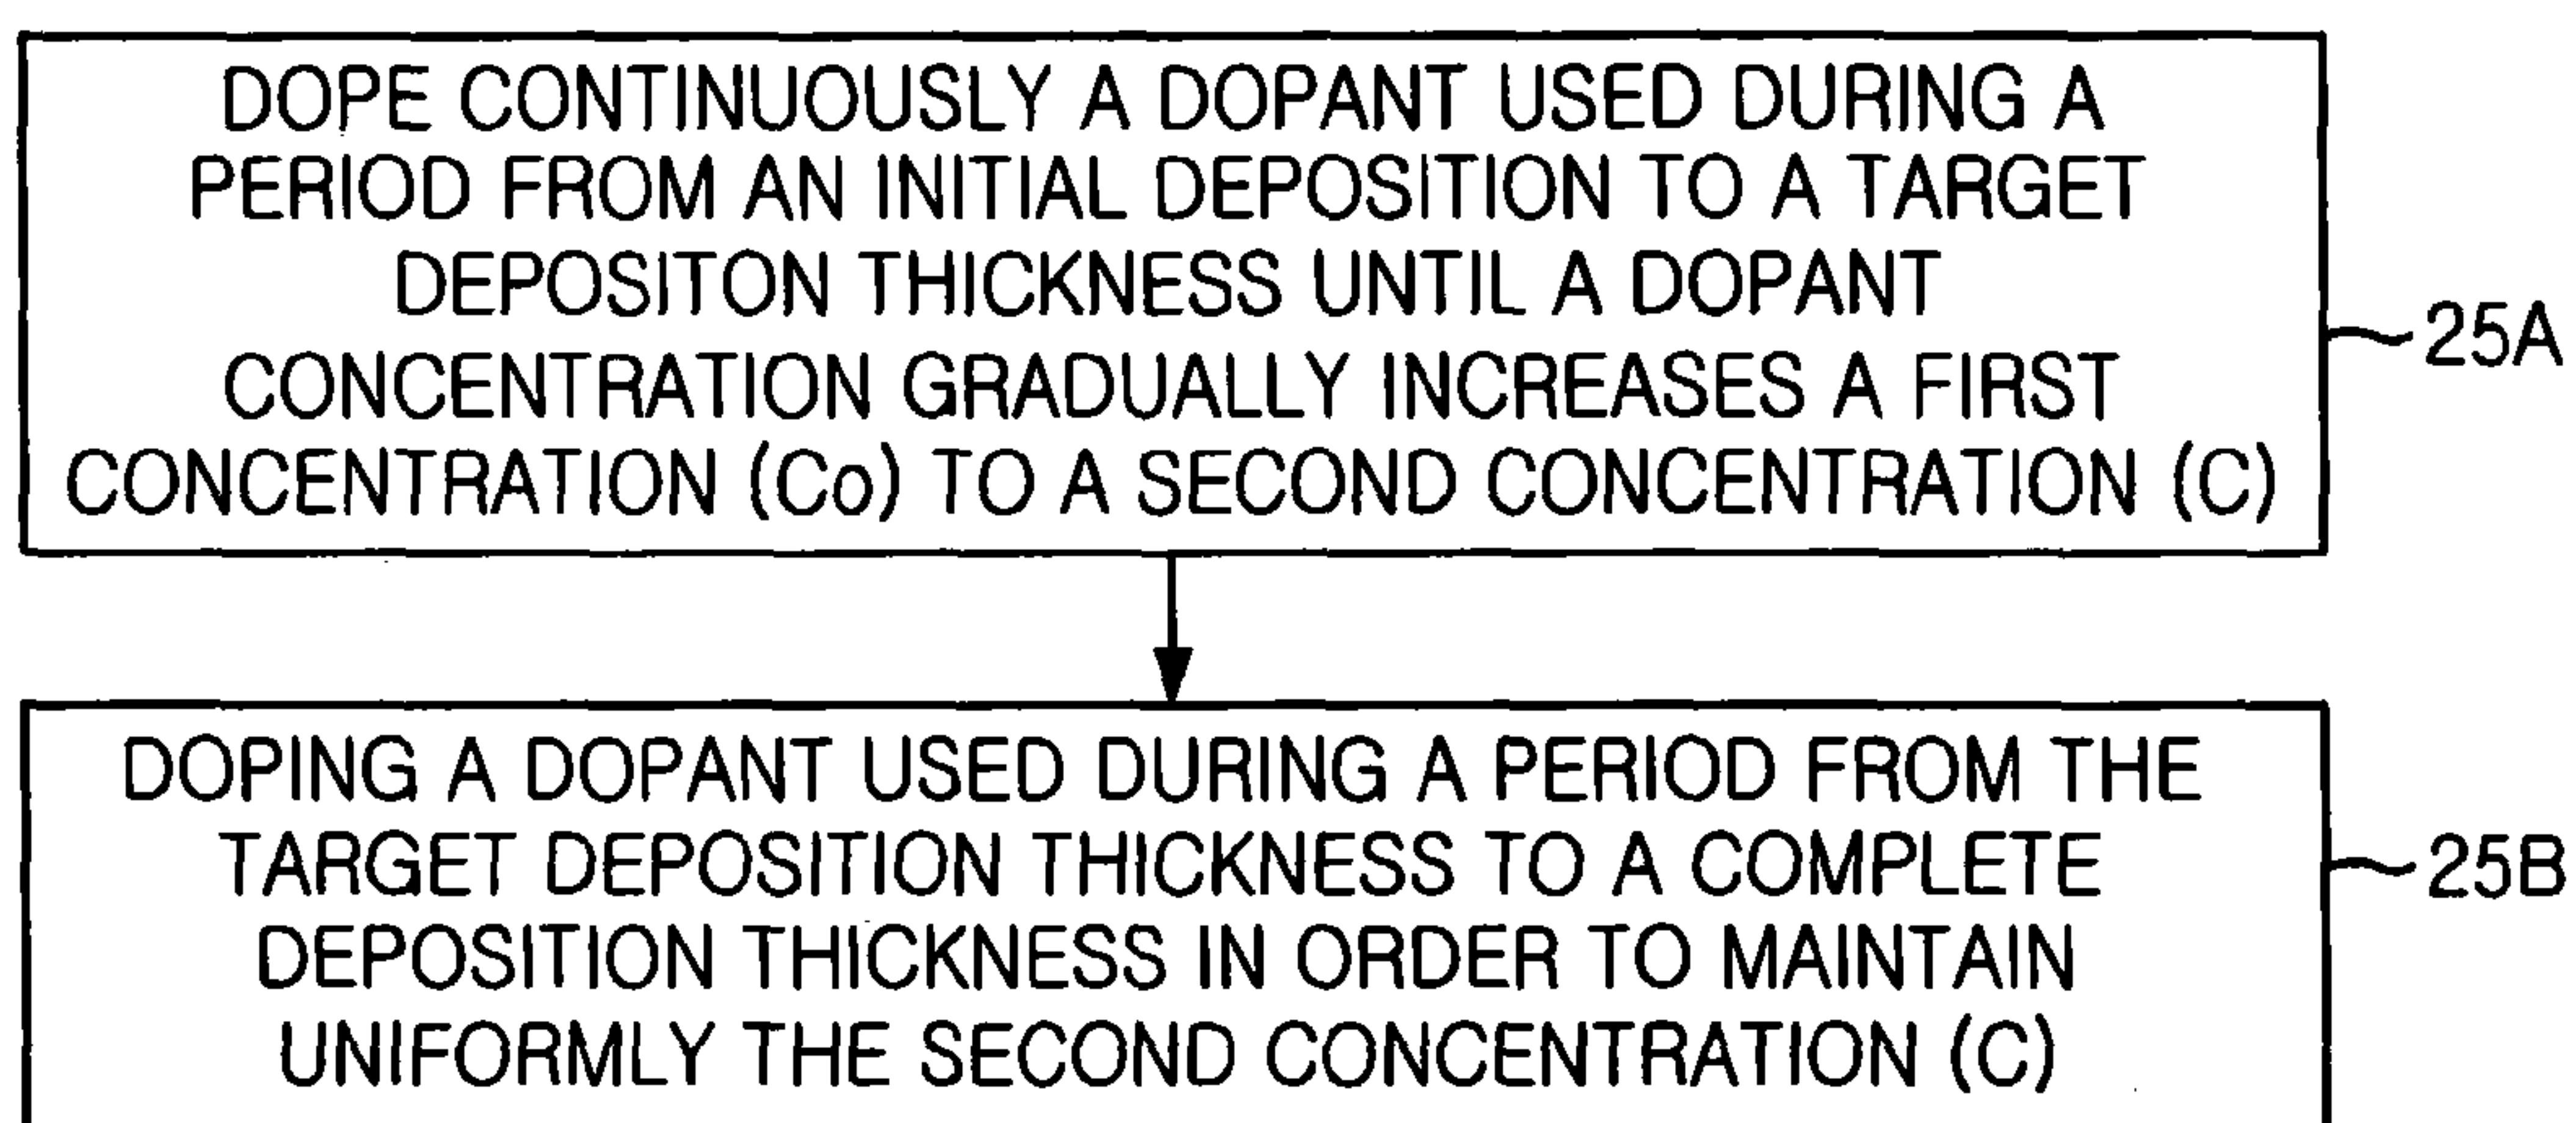 DOPE CONTINUOUSLY A DOPANT USED DURING A
PERIOD FROM AN INITIAL DEPOSITION TO A TARGET
DEPOSITON THICKNESS UNTIL A DOPANT
CONCENTRATION GRADUALLY INCREASES A FIRST
CONCENTRATION (Co) TO A SECOND CONCENTRATION (C)
25A
DOPING A DOPANT USED DURING A PERIOD FROM THE
TARGET DEPOSITION THICKNESS TO A COMPLETE
DEPOSITION THICKNESS IN ORDER TO MAINTAIN
UNIFORMLY THE SECOND CONCENTRATION (C)
25B